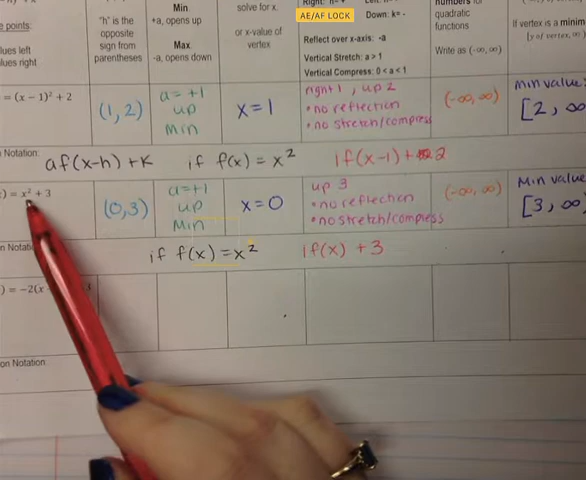 "h" is the
opposite
sign from
parentheses
Min
+a, opens up
Max
-a, opens down
solve for x.
or x-value of
vertex
AE/AF LOCK
Down: k= -
Reflect over x-axis: -a
Vertical Stretch: a > 1
Vertical Compress: 0 < a < 1
numbers for
quadratic
functions
Write as (-∞, ∞)
If vertex is a minim
[y of vertex, ∞)
e points:
lues left
lues right
= (x − 1)² + 2
(1, 2)
a = +1
up
min
x = 1
right 1, up 2
• no reflection
• no stretch/compress
(-∞, ∞)
min value
[2, ∞
Notation:
af(x-h) + K
if f(x) = x²
1f(x-1) + 2
) = x² + 3
(0,3)
a = +1
up
Min
x = 0
up 3
• no reflection
• no stretch/compress
(-∞, ∞)
Min value
[3, ∞)
n Notati
if f(x) = x²
1f(x) + 3
) = −2(x
3
on Notation